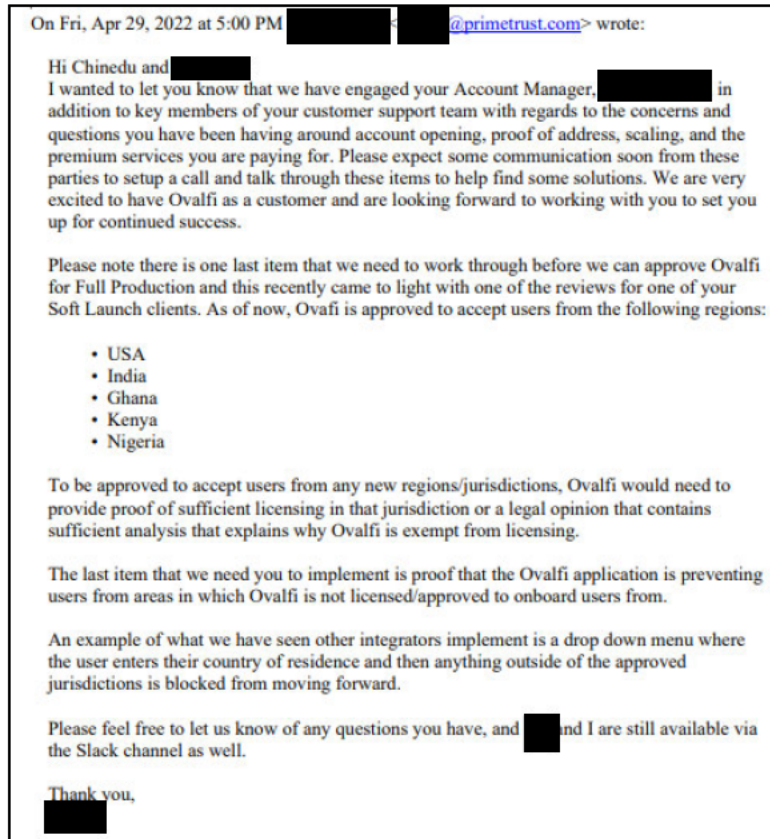 On Fri, Apr 29, 2022 at 5:00 PM < @primetrust.com> wrote:
Hi Chinedu and
I wanted to let you know that we have engaged your Account Manager, in
addition to key members of your customer support team with regards to the concerns and
questions you have been having around account opening, proof of address, scaling, and the
premium services you are paying for. Please expect some communication soon from these
parties to setup a call and talk through these items to help find some solutions. We are very
excited to have Ovalfi as a customer and are looking forward to working with you to set you
up for continued success.
Please note there is one last item that we need to work through before we can approve Ovalfi
for Full Production and this recently came to light with one of the reviews for one of your
Soft Launch clients. As of now, Ovafi is approved to accept users from the following regions:
• USA
• India
• Ghana
• Kenya
• Nigeria
To be approved to accept users from any new regions/jurisdictions, Ovalfi would need to
provide proof of sufficient licensing in that jurisdiction or a legal opinion that contains
sufficient analysis that explains why Ovalfi is exempt from licensing.
The last item that we need you to implement is proof that the Ovalfi application is preventing
users from areas in which Ovalfi is not licensed/approved to onboard users from.
An example of what we have seen other integrators implement is a drop down menu where
the user enters their country of residence and then anything outside of the approved
jurisdictions is blocked from moving forward.
Please feel free to let us know of any questions you have, and and I are still available via
the Slack channel as well.
Thank you,